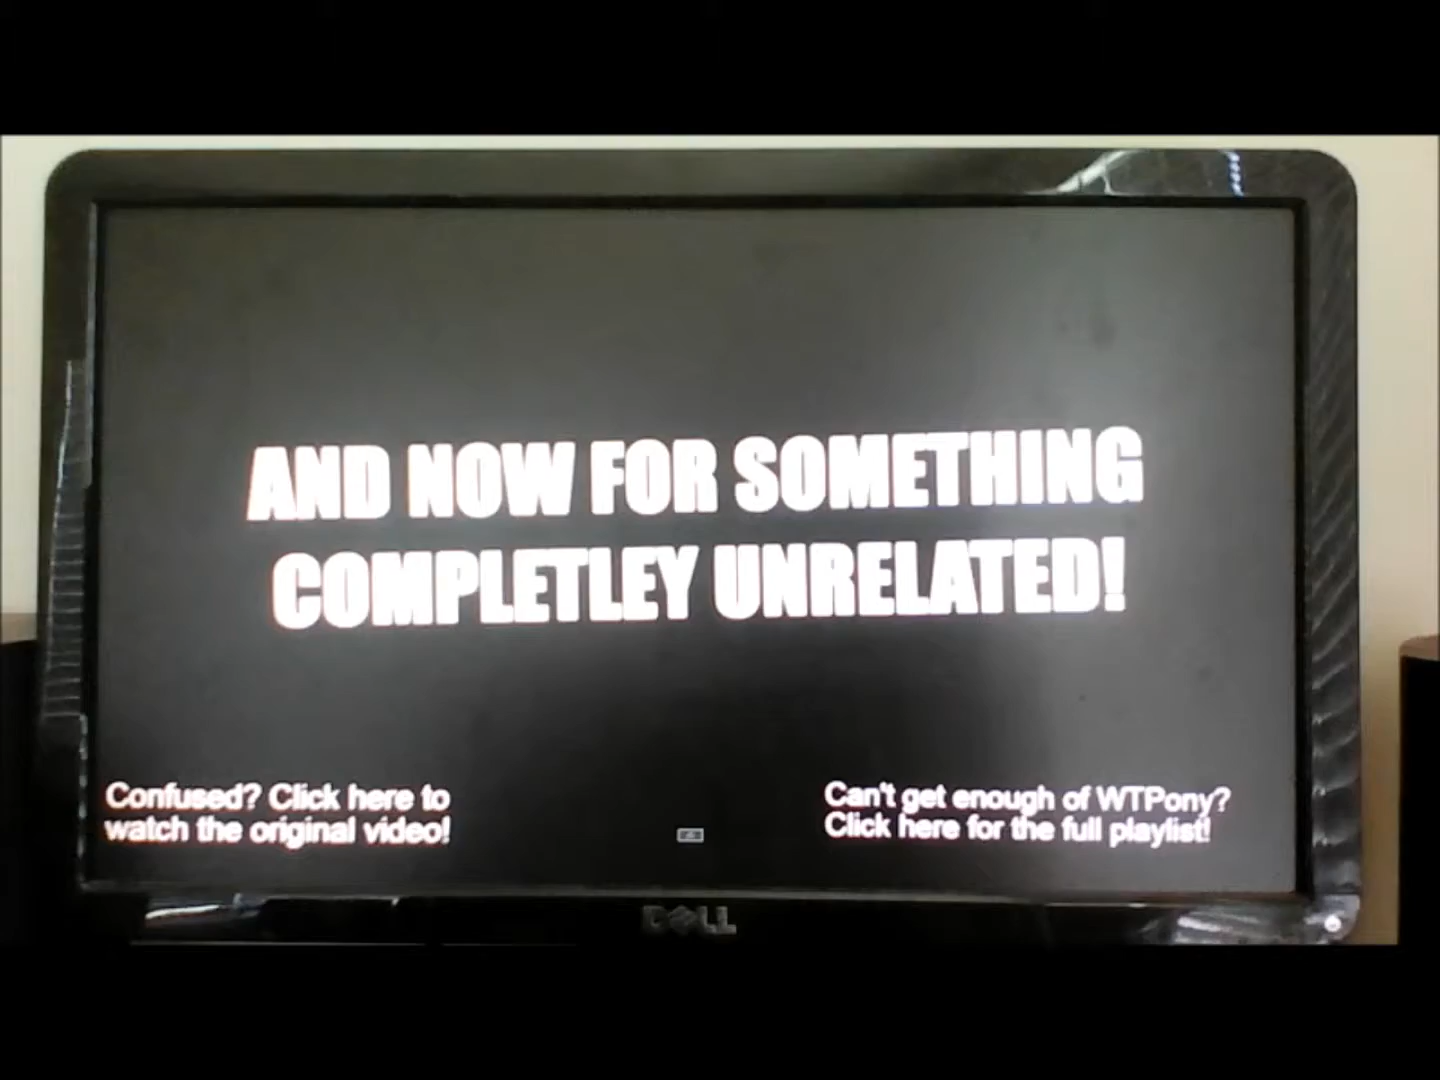 AND NOW FOR SOMETHING
COMPLETLEY UNRELATED!
Confused? Click here to
watch the original video!
Can't get enough of WTPony?
Click here for the full playlist!
DELL